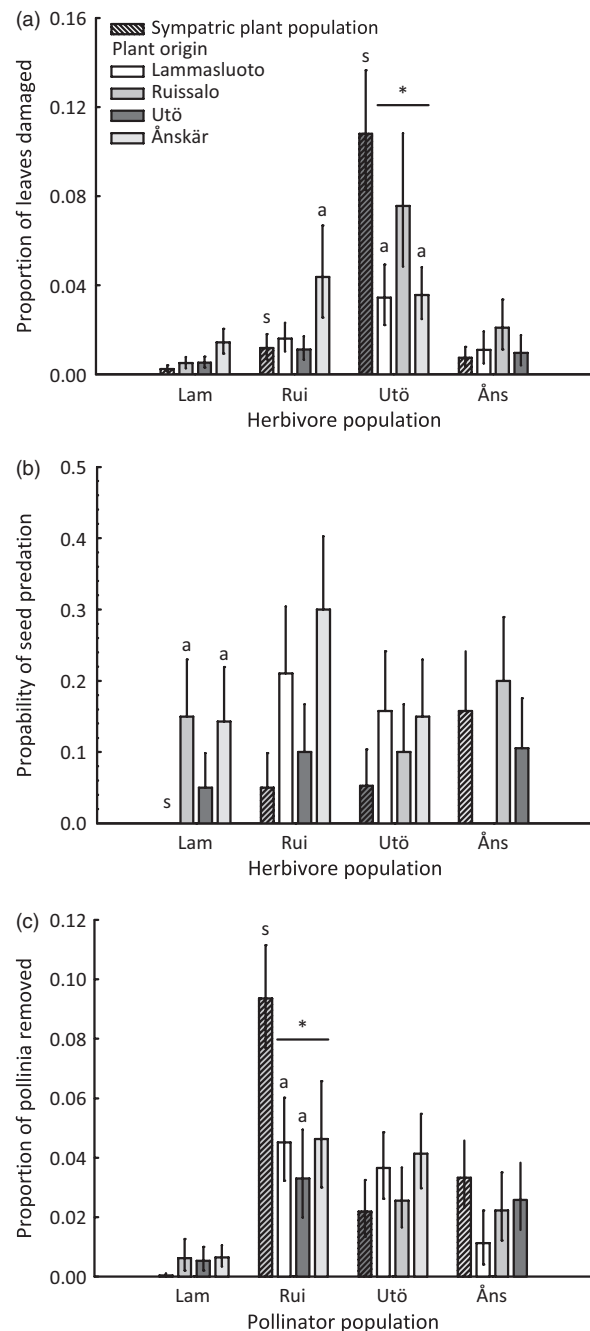 (a)
0.16
0.12
0.08
0.04
0.00
Proportion of leaves damaged
Sympatric plant population
Plant origin
Lammasluoto
Ruissalo
Utö
Ånskär
s
a
s
*
a
a
Lam Rui Utö Åns
Herbivore population
(b)
0.5
0.4
0.3
0.2
0.1
0.0
Propability of seed predation
s
a
a
Lam Rui Utö Åns
Herbivore population
(c)
0.12
0.10
0.08
0.06
0.04
0.02
0.00
Proportion of pollinia removed
s
*
a
a
Lam Rui Utö Åns
Pollinator population